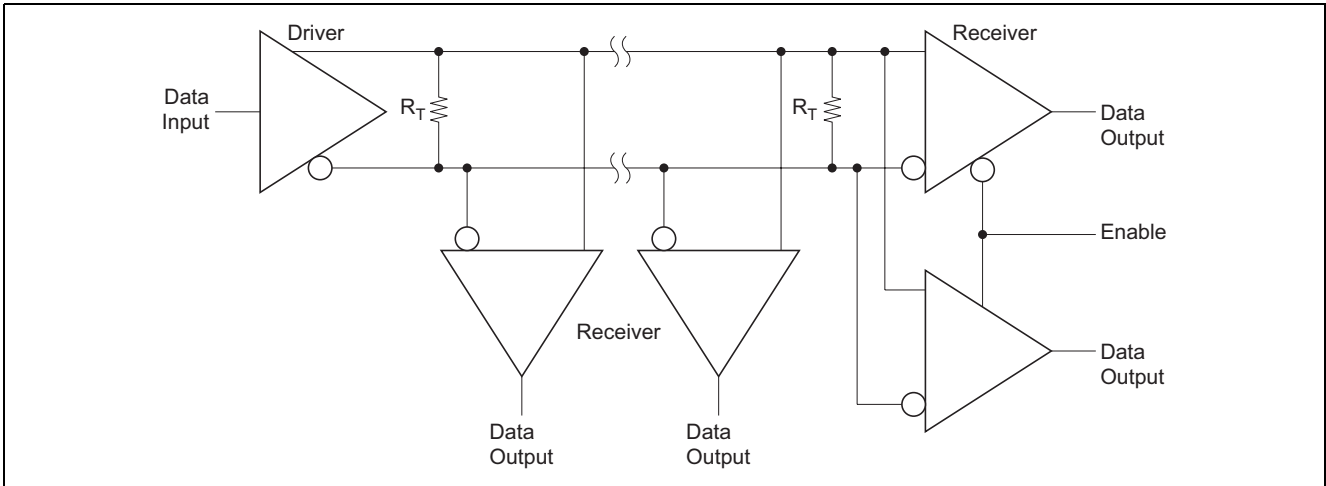 Driver
Receiver
Data
Input
R_T
R_T
Data
Output
Enable
Receiver
Data
Output
Data
Output
Data
Output